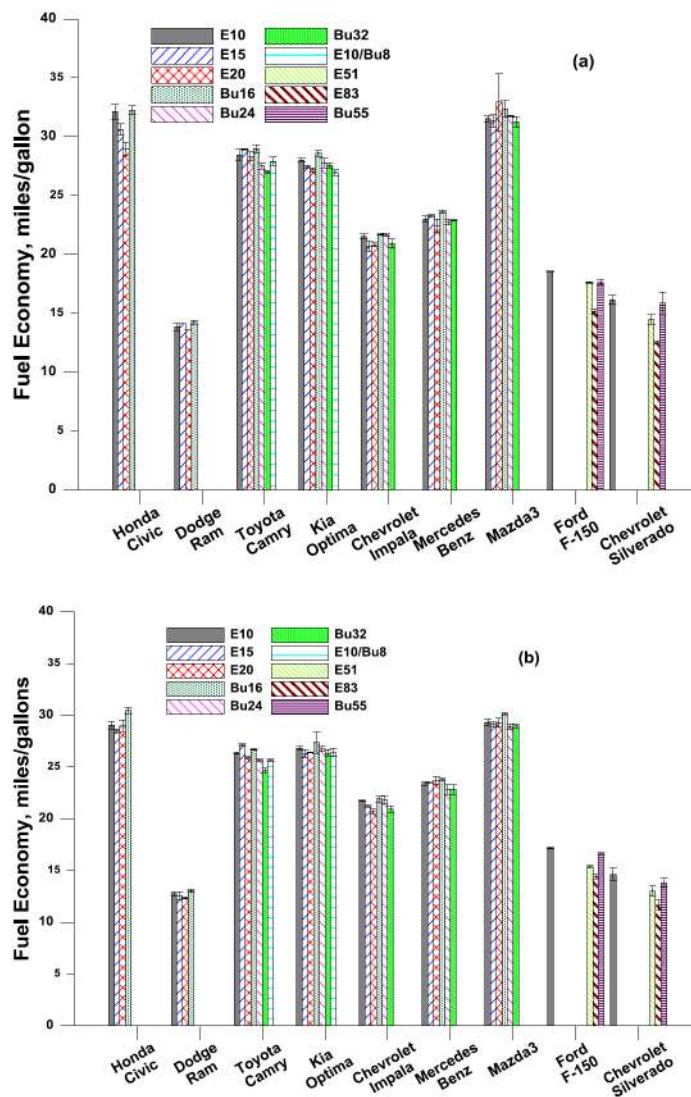 40
35
30
25
20
15
10
5
0
Fuel Economy, miles/gallon
E10 Bu32
E15 E10/Bu8
E20 E51
Bu16 E83
Bu24 Bu55
(a)
Honda
Civic
Dodge
Ram
Toyota
Camry
Kia
Optima
Chevrolet
Impala
Mercedes
Benz
Mazda3
Ford
F-150
Chevrolet
Silverado
40
35
30
25
20
15
10
5
0
Fuel Economy, miles/gallons
E10 Bu32
E15 E10/Bu8
E20 E51
Bu16 E83
Bu24 Bu55
(b)
Honda
Civic
Dodge
Ram
Toyota
Camry
Kia
Optima
Chevrolet
Impala
Mercedes
Benz
Mazda3
Ford
F-150
Chevrolet
Silverado